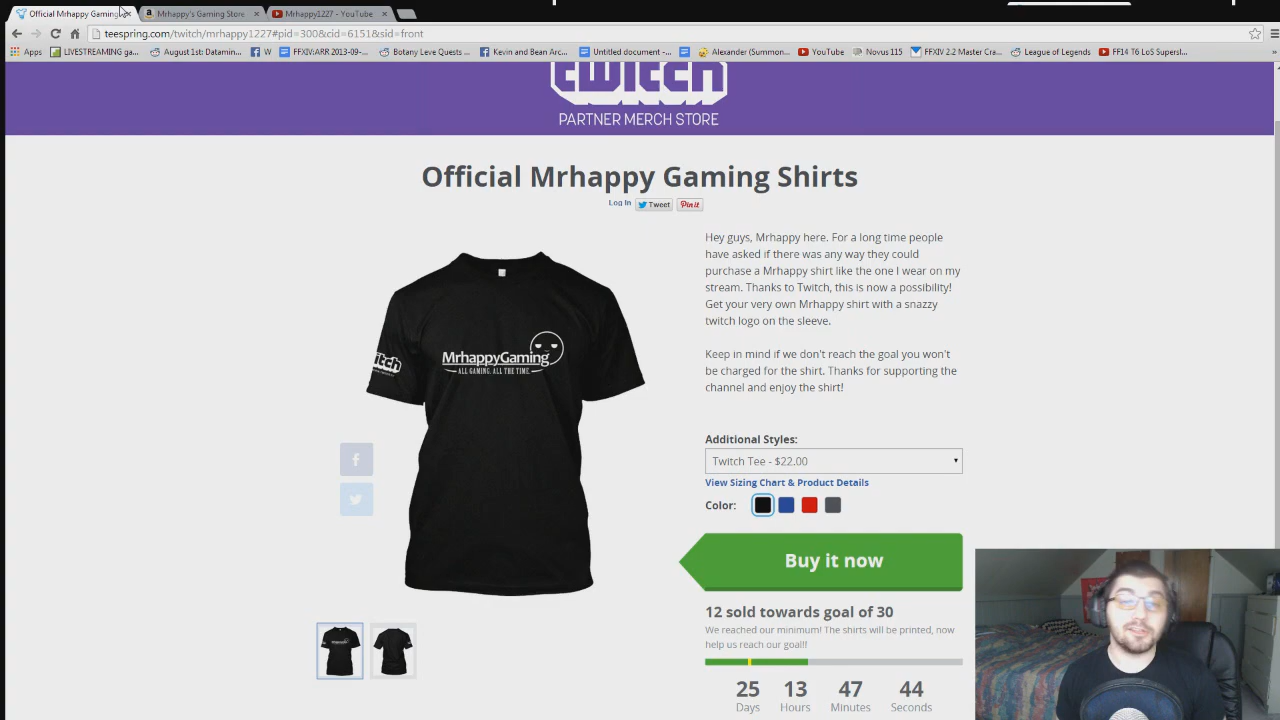 Official Mrhappy Gaming
Mrhappy's Gaming Store
Mrhappy1227 - YouTube
teespring.com/twitch/mrhappy1227#pid=300&cid=6151&sid=front
Apps
LIVESTREAMING ga...
August 1st: Datamin...
W
FFXIV:ARR 2013-09-...
Botany Leve Quests ...
Kevin and Bean Arc...
Untitled document -...
Alexander (Summon...
YouTube
Novus 115
FFXIV 2.2 Master Cra...
League of Legends
FF14 T6 LoS Supersl...
twitch
PARTNER MERCH STORE
Official Mrhappy Gaming Shirts
Log In
Tweet
Pin it
Hey guys, Mrhappy here. For a long time people
have asked if there was any way they could
purchase a Mrhappy shirt like the one I wear on my
stream. Thanks to Twitch, this is now a possibility!
Get your very own Mrhappy shirt with a snazzy
twitch logo on the sleeve.
Keep in mind if we don't reach the goal you won't
be charged for the shirt. Thanks for supporting the
channel and enjoy the shirt!
MrhappyGaming
ALL GAMING. ALL THE TIME.
Additional Styles:
Twitch Tee - $22.00
View Sizing Chart & Product Details
Color:
Buy it now
12 sold towards goal of 30
We reached our minimum! The shirts will be printed, now
help us reach our goal!!
25 13 47 44
Days Hours Minutes Seconds